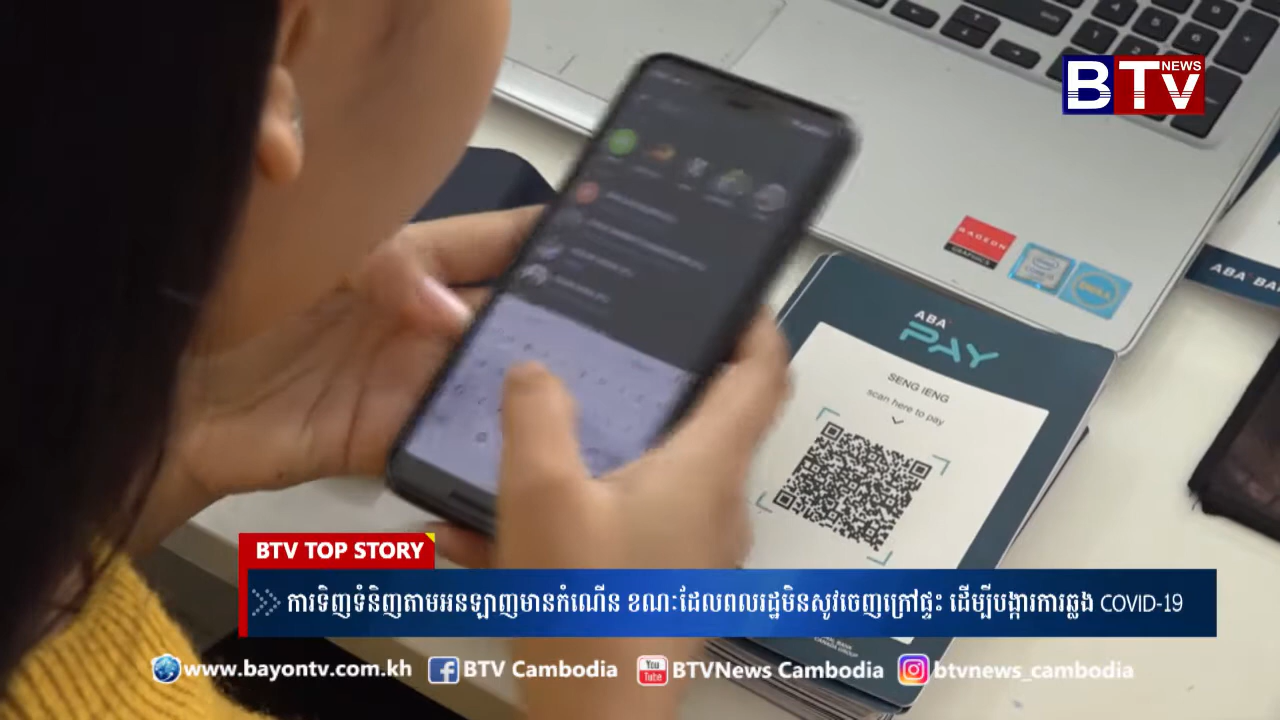 BTV NEWS
RADEON
GRAPHICS
ABA
PAY
SENG IENG
scan here to pay
BTV TOP STORY
ការទិញទំនិញតាមអនឡាញមានកំណើន ខណៈដែលពលរដ្ឋមិនសូវចេញក្រៅផ្ទះ ដើម្បីបង្ការការឆ្លង COVID-19
CANADA GROUP
www.bayontv.com.kh BTV Cambodia You Tube BTVNews Cambodia btvnews_cambodia